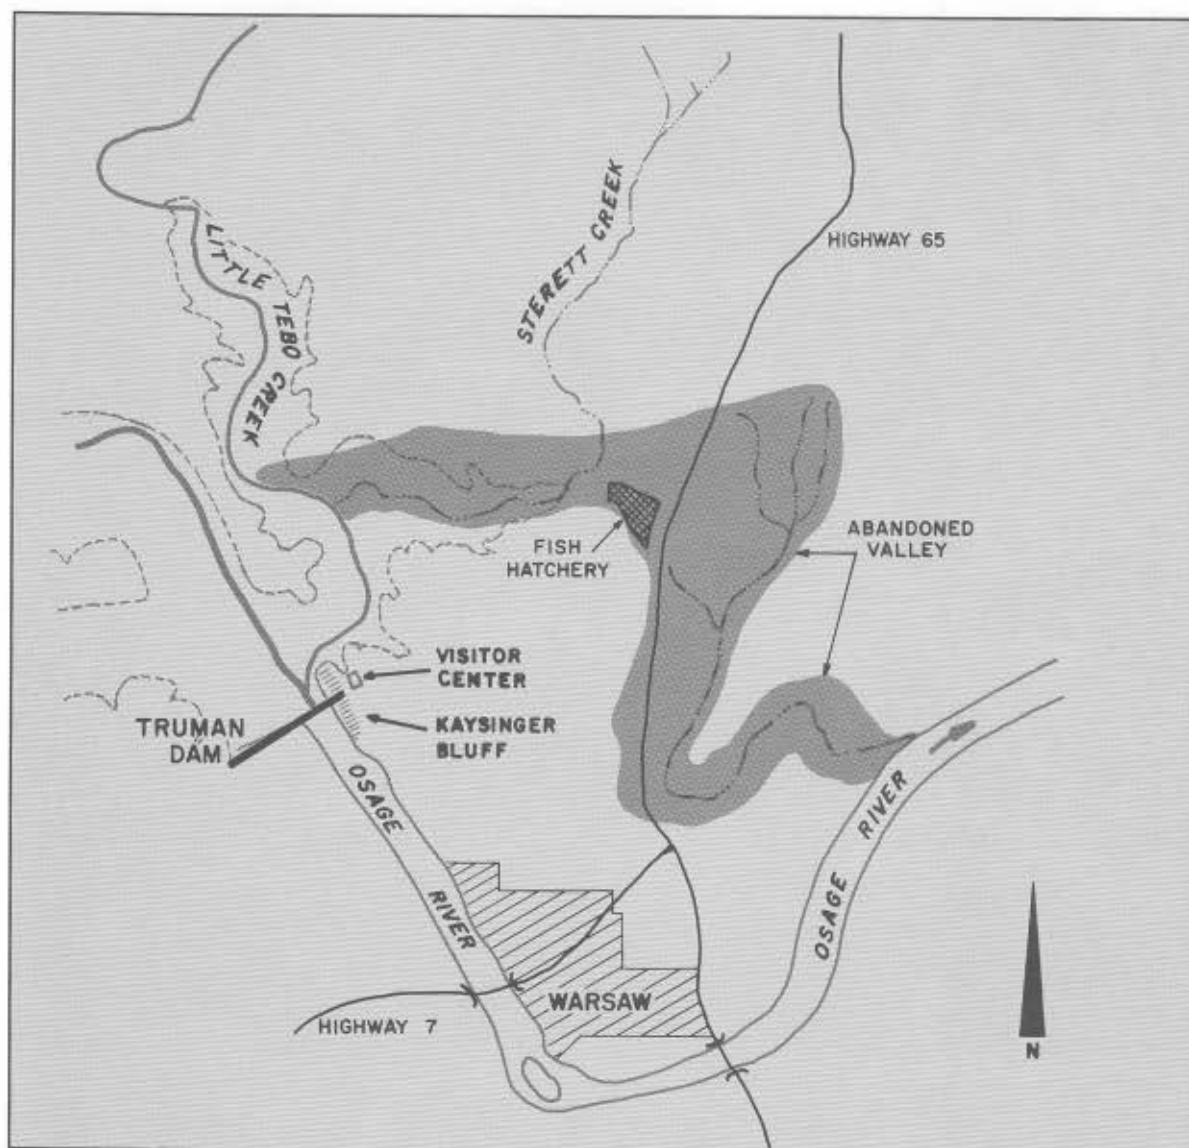 STERETT CREEK
HIGHWAY 65
LITTLE TEBO CREEK
ABANDONED
VALLEY
FISH
HATCHERY
VISITOR
CENTER
TRUMAN
DAM
KAYSINGER
BLUFF
OSAGE
RIVER
OSAGE RIVER
WARSAW
HIGHWAY 7
N